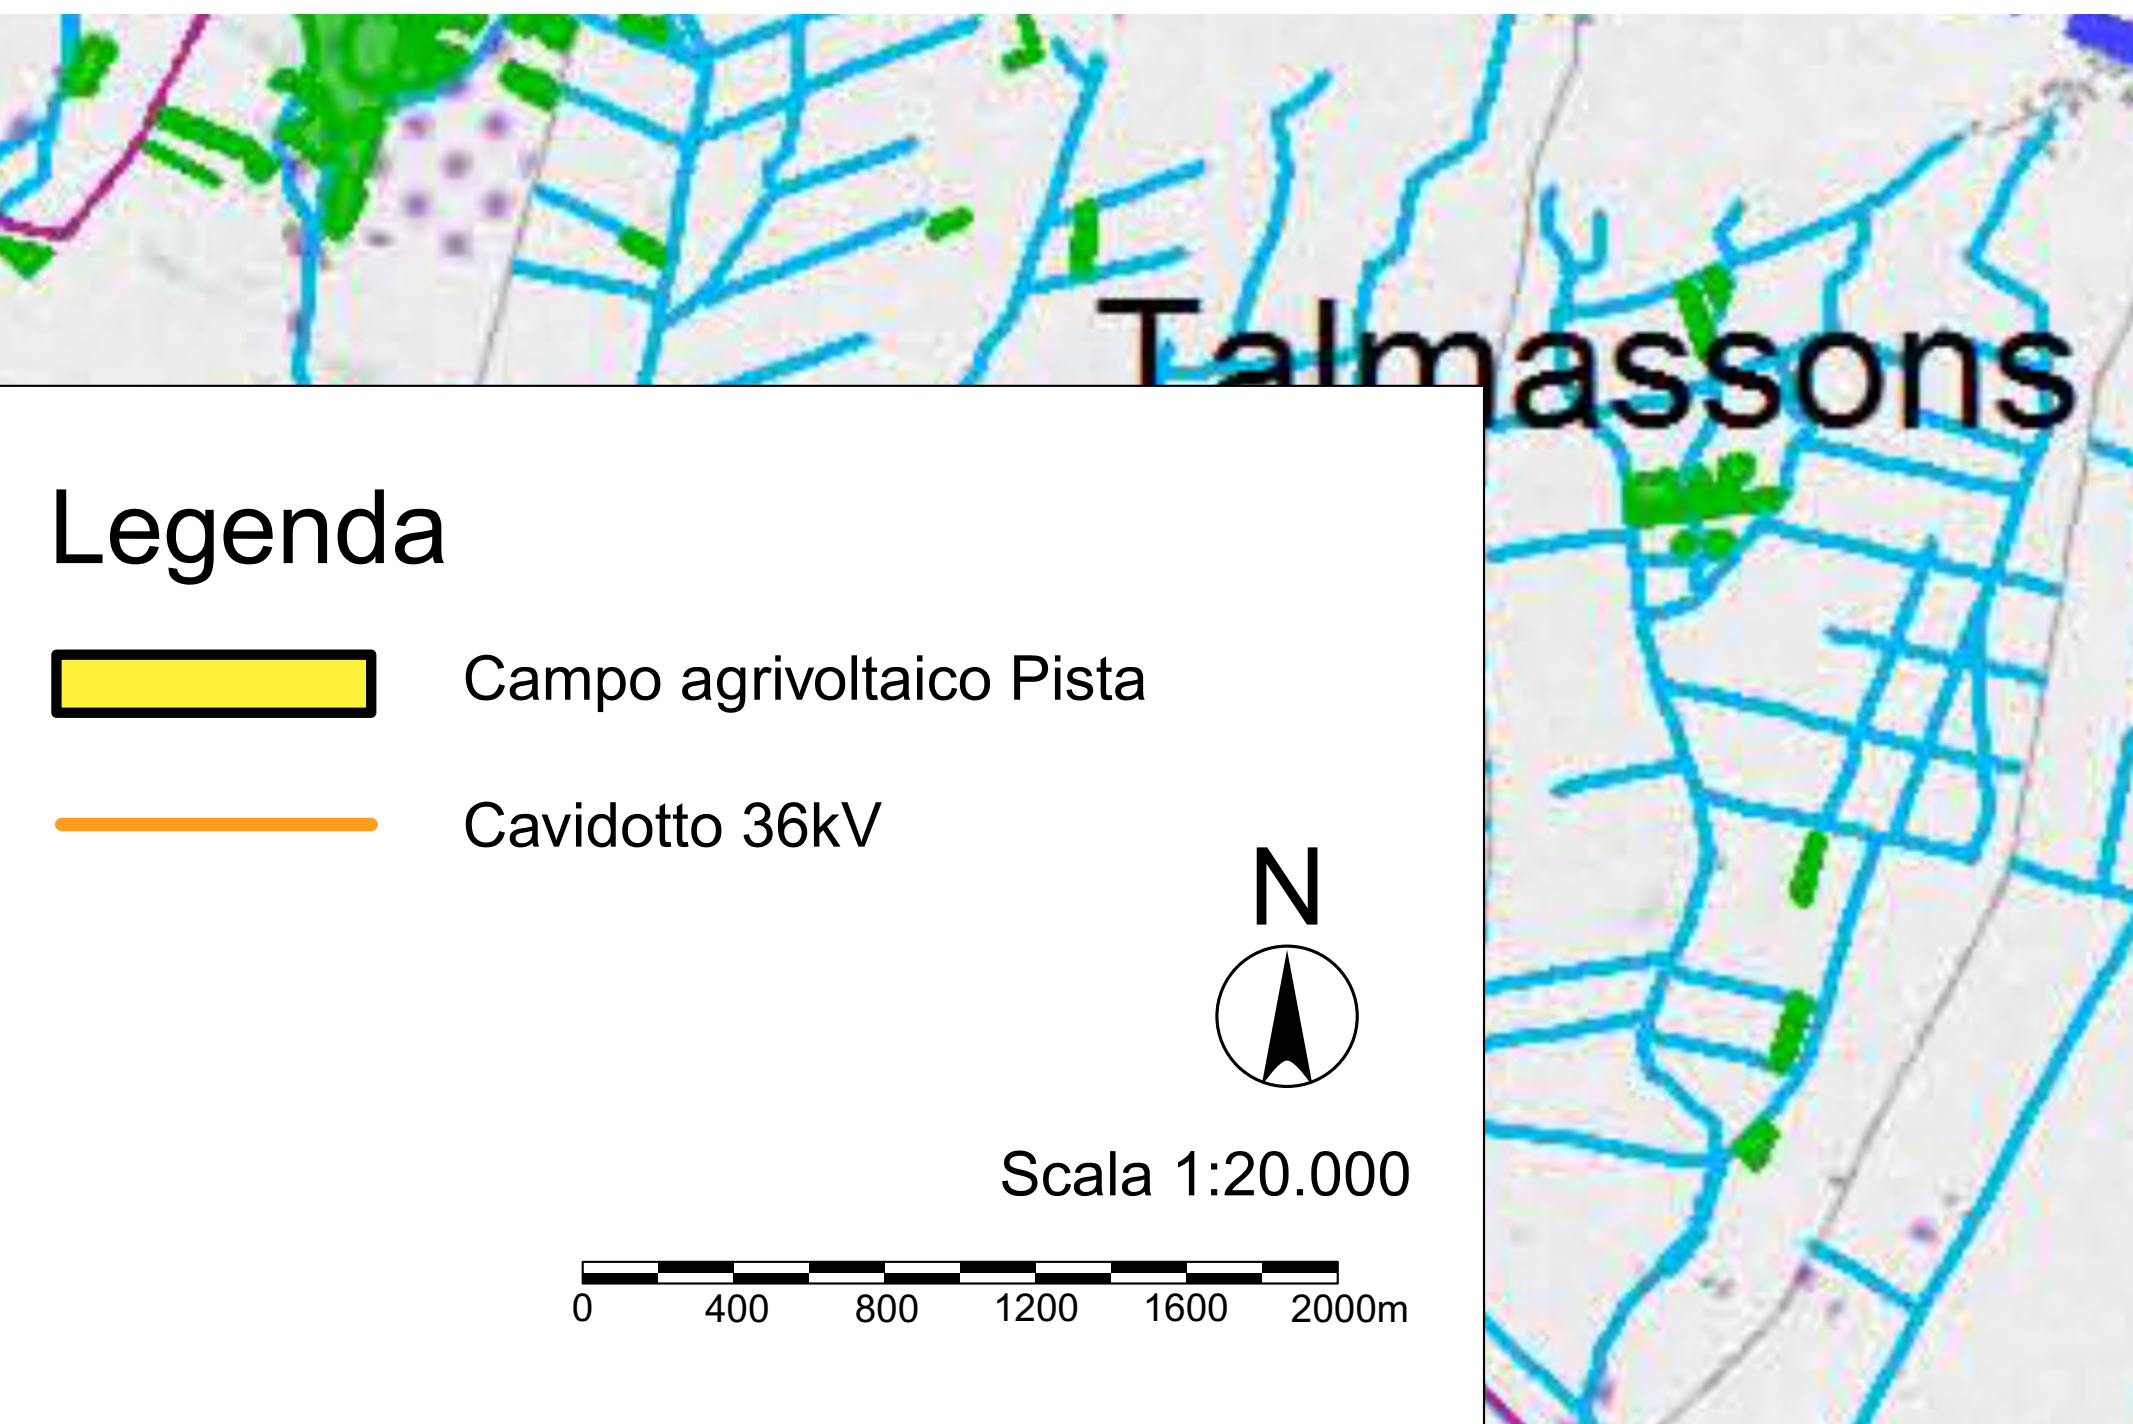 Talmassons
Legenda
Campo agrivoltaico Pista
Cavidotto 36kV
N
Scala 1:20.000
0 400 800 1200 1600 2000m